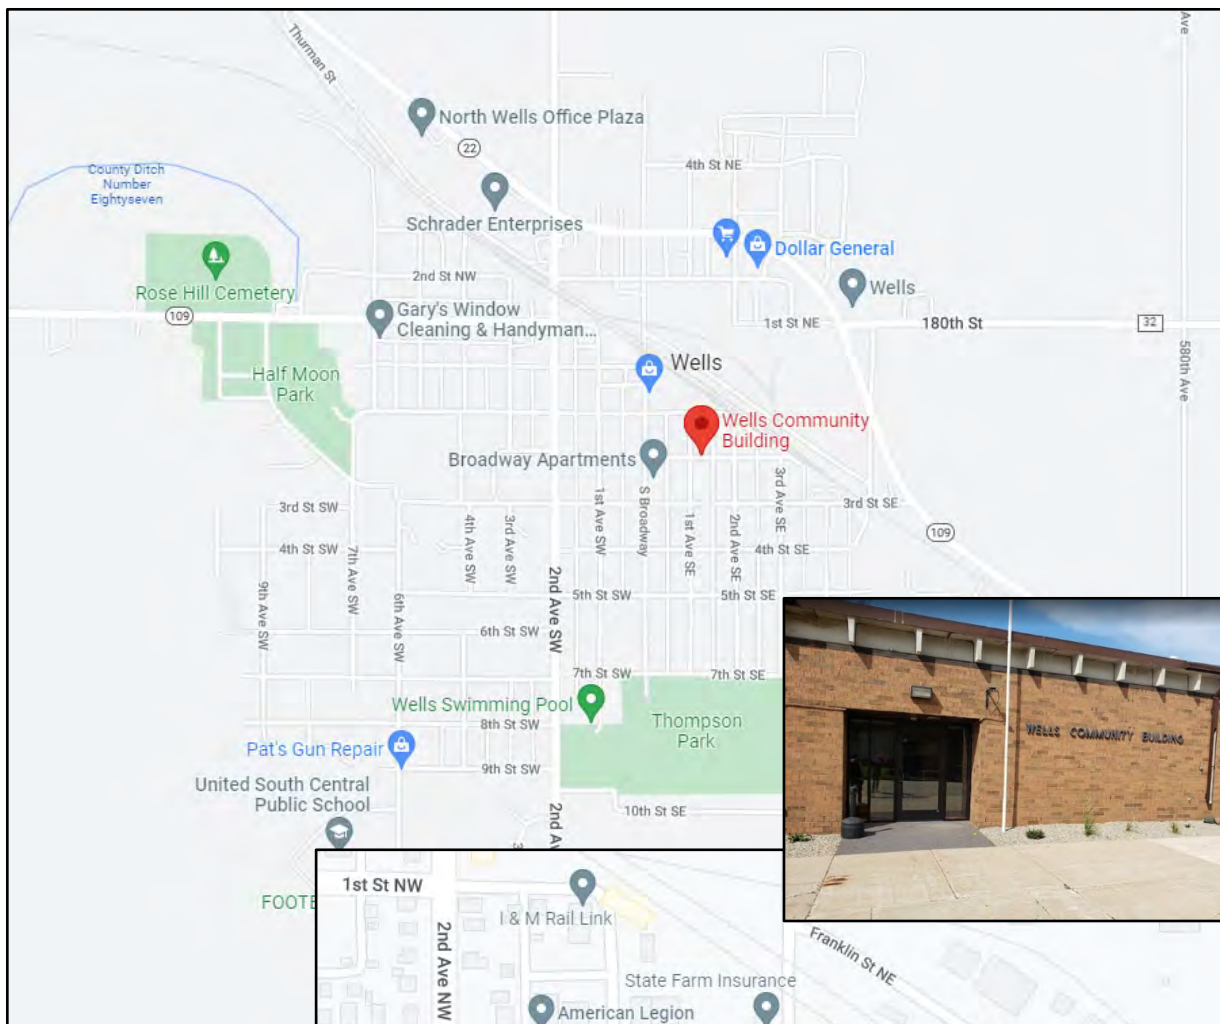 Ave
Thurman St
North Wells Office Plaza
22
4th St NE
County Ditch
Number
Eightyseven
Schrader Enterprises
Dollar General
2nd St NW
Rose Hill Cemetery
Wells
109
Gary's Window
Cleaning & Handyman...
1st St NE
180th St
32
580th Ave
Half Moon
Park
Wells
Wells Community
Building
Broadway Apartments
3rd St SW
1st Ave SW
S Broadway
1st Ave SE
2nd Ave SE
3rd Ave SE
3rd St SE
4th St SW
7th Ave SW
4th Ave SW
3rd Ave SW
4th St SE
109
9th Ave SW
6th Ave SW
2nd Ave SW
5th St SW
5th St SE
6th St SW
7th St SW
7th St SE
Wells Swimming Pool
Thompson
Park
8th St SW
Pat's Gun Repair
9th St SW
United South Central
Public School
10th St SE
2nd Av
WELLS COMMUNITY BUILDING
FOOTE
1st St NW
I & M Rail Link
2nd Ave NW
Franklin St NE
State Farm Insurance
American Legion